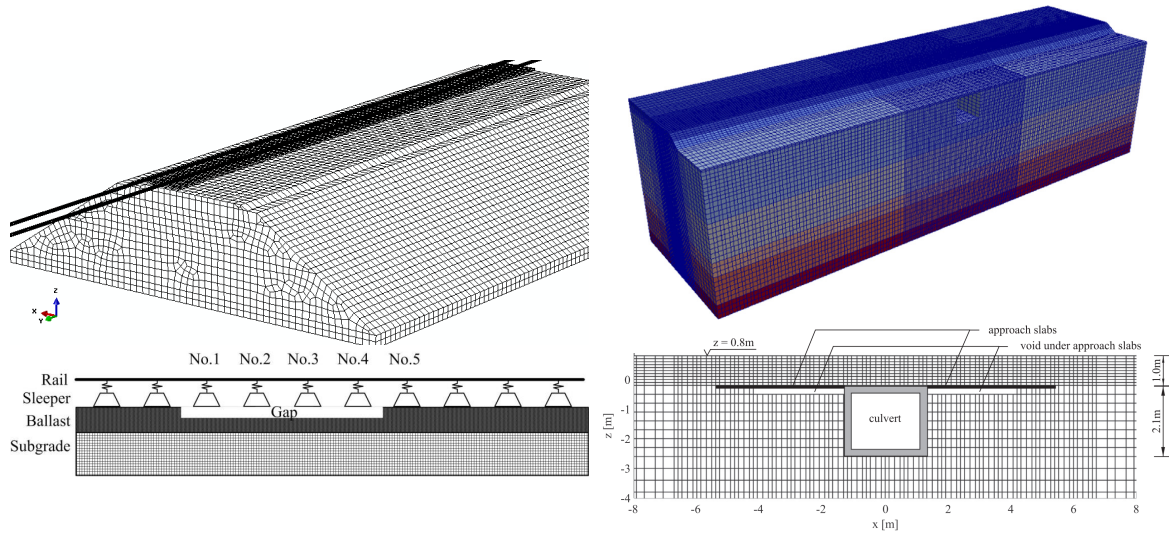 z
x
y
No.1 No.2 No.3 No.4 No.5
Rail
Sleeper
Gap
Ballast
Subgrade
approach slabs
z = 0.8m
void under approach slabs
0
-1
-2
-3
-4
z [m]
culvert
1.0m
2.1m
-8 -6 -4 -2 0 2 4 6 8
x [m]